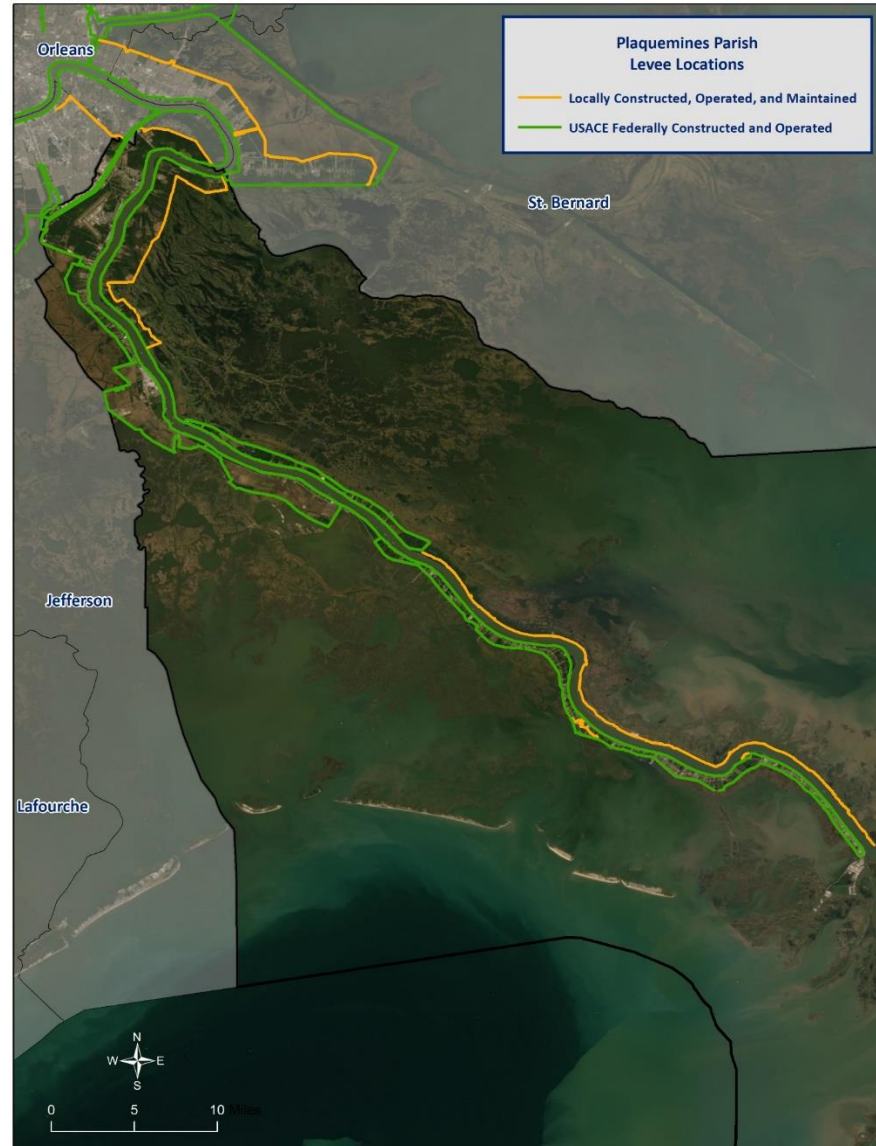 Plaquemines Parish
Levee Locations
Locally Constructed, Operated, and Maintained
USACE Federally Constructed and Operated
Orleans
St. Bernard
Jefferson
Lafourche
N
W E
S
0 5 10 Miles